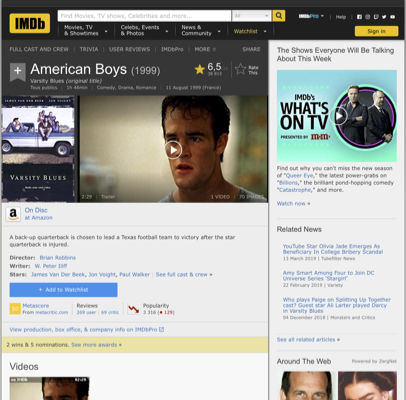 IMDb
Find Movies, TV shows, Celebrities and more...
All
IMDbPro
Help
Movies, TV
& Showtimes
Celebs, Events
& Photos
News &
Community
Watchlist
Sign in
FULL CAST AND CREW | TRIVIA | USER REVIEWS | IMDbPro | MORE
SHARE
American Boys (1999)
Varsity Blues (original title)
Tous publics | 1h 46min | Comedy, Drama, Romance | 11 August 1999 (France)
6,5
Rate
This
VARSITY BLUES
2:29 | Trailer
1 VIDEO | 70 PHOTOS
On Disc
at Amazon
A back-up quarterback is chosen to lead a Texas football team to victory after the star
quarterback is injured.
Director: Brian Robbins
Writer: W. Peter Iliff
Stars: James Van Der Beek, Jon Voight, Paul Walker | See full cast & crew »
+ Add to Watchlist
Metascore
From metacritic.com
Reviews
269 user | 60 critic
Popularity
3 316 (129)
View production, box office, & company info on IMDbPro
2 wins & 5 nominations. See more awards »
Videos
02:29
The Shows Everyone Will Be Talking
About This Week
IMDb's
WHAT'S
ON TV
PRESENTED BY M&M's
Find out why you can't miss the new season
of "Queer Eye," the latest power-grabs on
"Billions," the brilliant pond-hopping comedy
"Catastrophe," and more.
Watch now »
Related News
YouTube Star Olivia Jade Emerges As
Beneficiary In College Bribery Scandal
13 March 2019 | Tubefilter News
Amy Smart Among Four to Join DC
Universe Series 'Stargirl'
22 February 2019 | Variety
Who plays Paige on Splitting Up Together
cast? Guest star Ali Larter played Darcy
in Varsity Blues
04 December 2018 | Monsters and Critics
See all related articles »
Around The Web
Powered by ZergNet